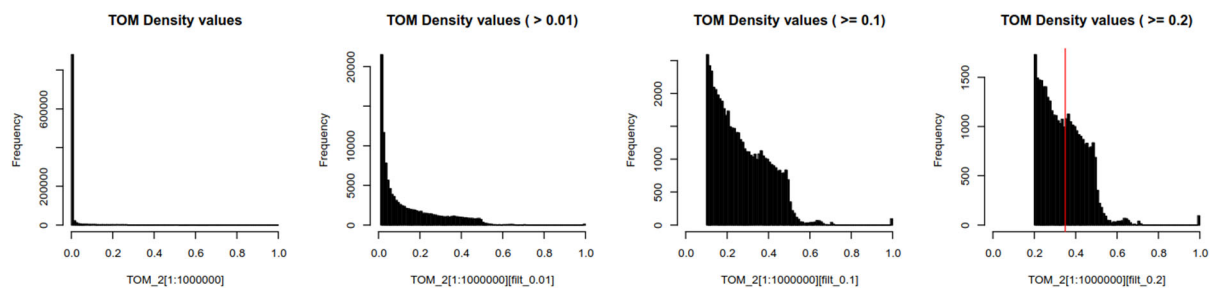 TOM Density values
Frequency
0
200000
600000
0.0 0.2 0.4 0.6 0.8 1.0
TOM_2[1:1000000]
TOM Density values ( > 0.01)
Frequency
0
5000
10000
20000
0.0 0.2 0.4 0.6 0.8 1.0
TOM_2[1:1000000][filt_0.01]
TOM Density values ( >= 0.1)
Frequency
0
500
1000
2000
0.0 0.2 0.4 0.6 0.8 1.0
TOM_2[1:1000000][filt_0.1]
TOM Density values ( >= 0.2)
Frequency
0
500
1000
1500
0.0 0.2 0.4 0.6 0.8 1.0
TOM_2[1:1000000][filt_0.2]